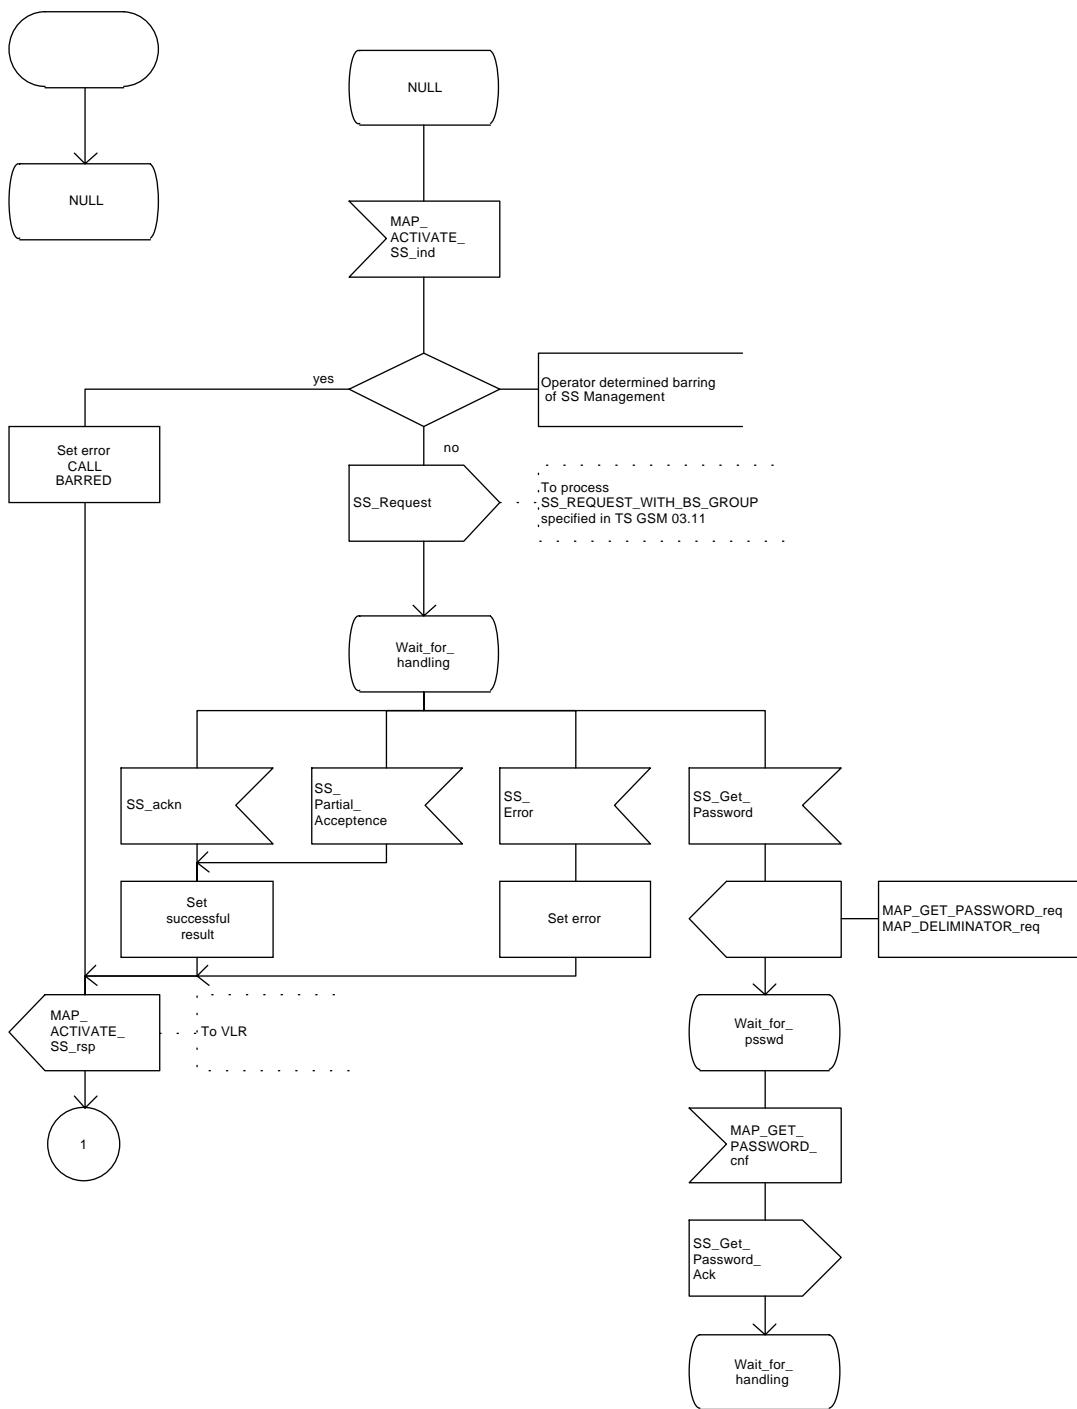 NULL
NULL
MAP_
ACTIVATE_
SS_ind
yes
Operator determined barring
of SS Management
Set error
CALL
BARRED
no
SS_Request
To process
SS_REQUEST_WITH_BS_GROUP
specified in TS GSM 03.11
Wait_for_
handling
SS_ackn
SS_
Partial_
Acceptence
SS_
Error
SS_Get_
Password
Set
successful
result
Set error
MAP_GET_PASSWORD_req
MAP_DELIMINATOR_req
MAP_
ACTIVATE_
SS_rsp
To VLR
Wait_for_
psswd
1
MAP_GET_
PASSWORD_
cnf
SS_Get_
Password_
Ack
Wait_for_
handling